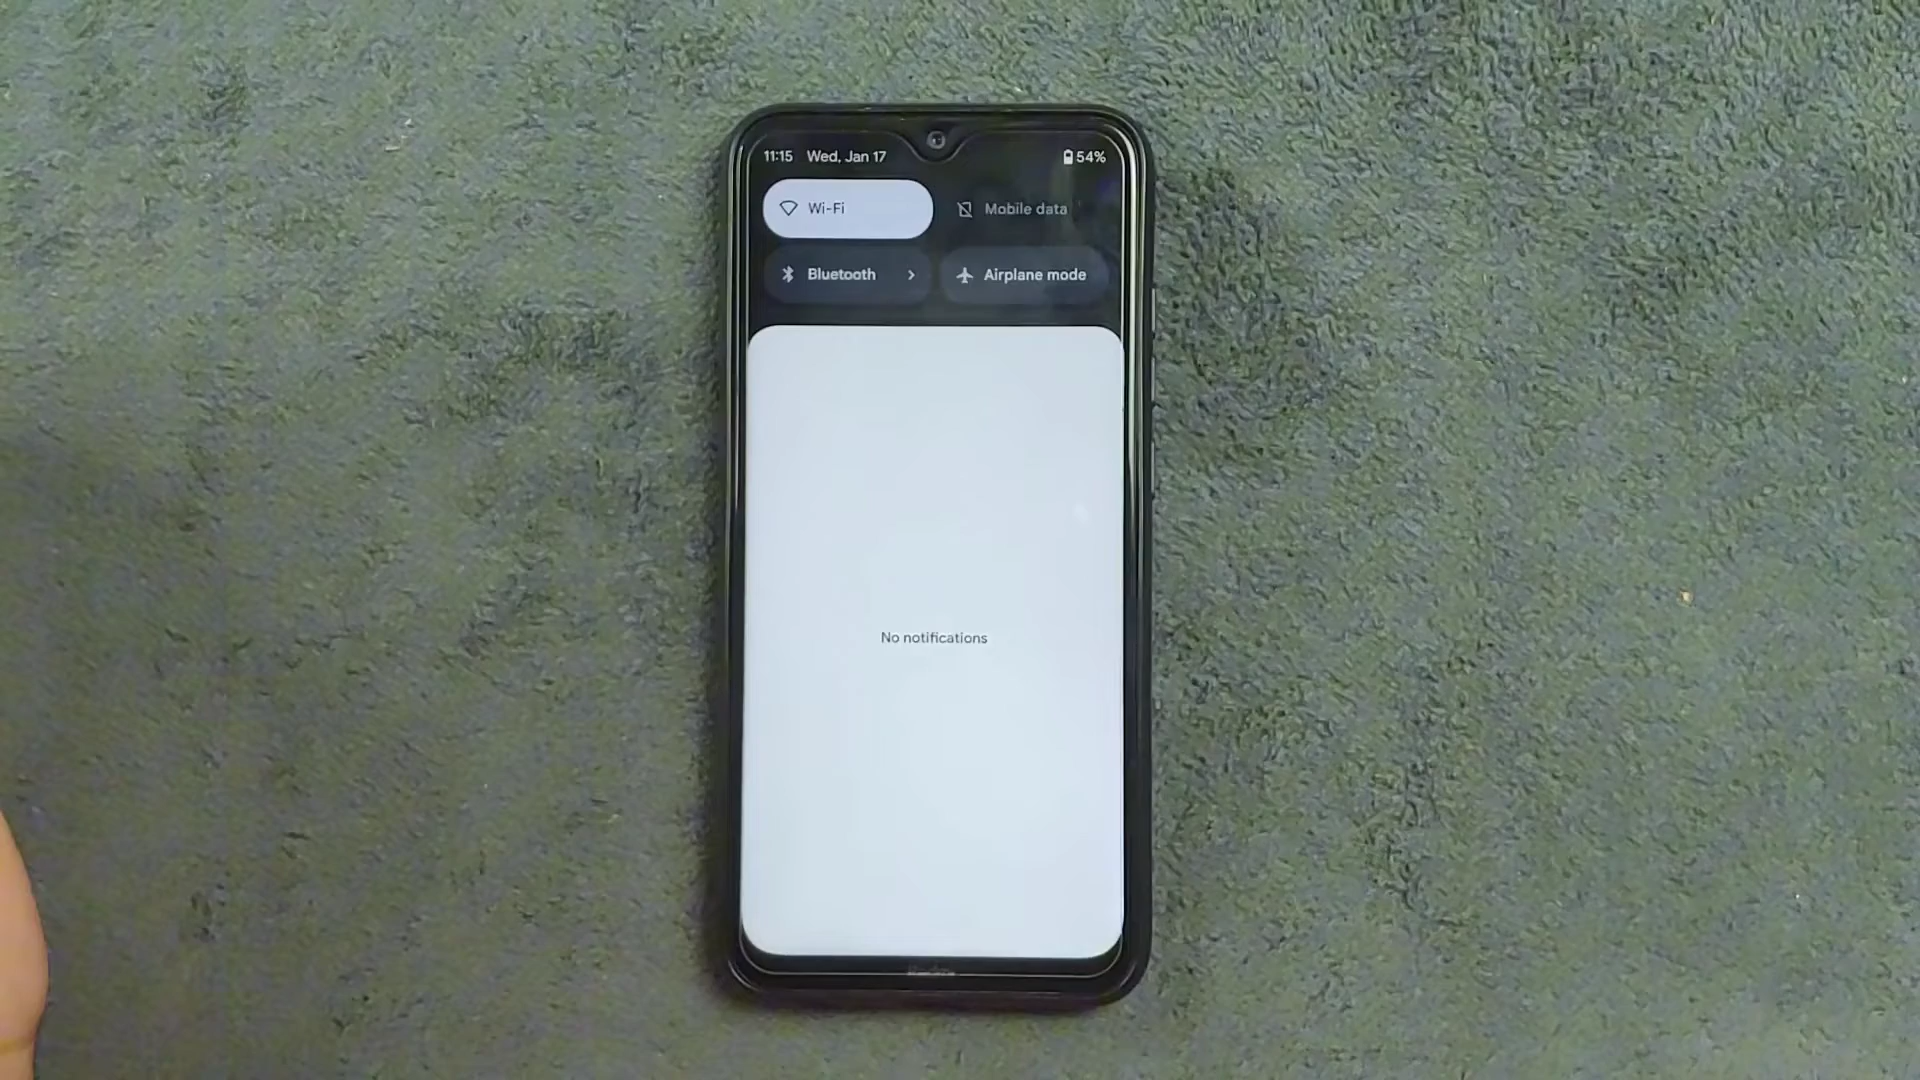 11:15 Wed, Jan 17 54%
Wi-Fi Mobile data
Bluetooth Airplane mode
No notifications